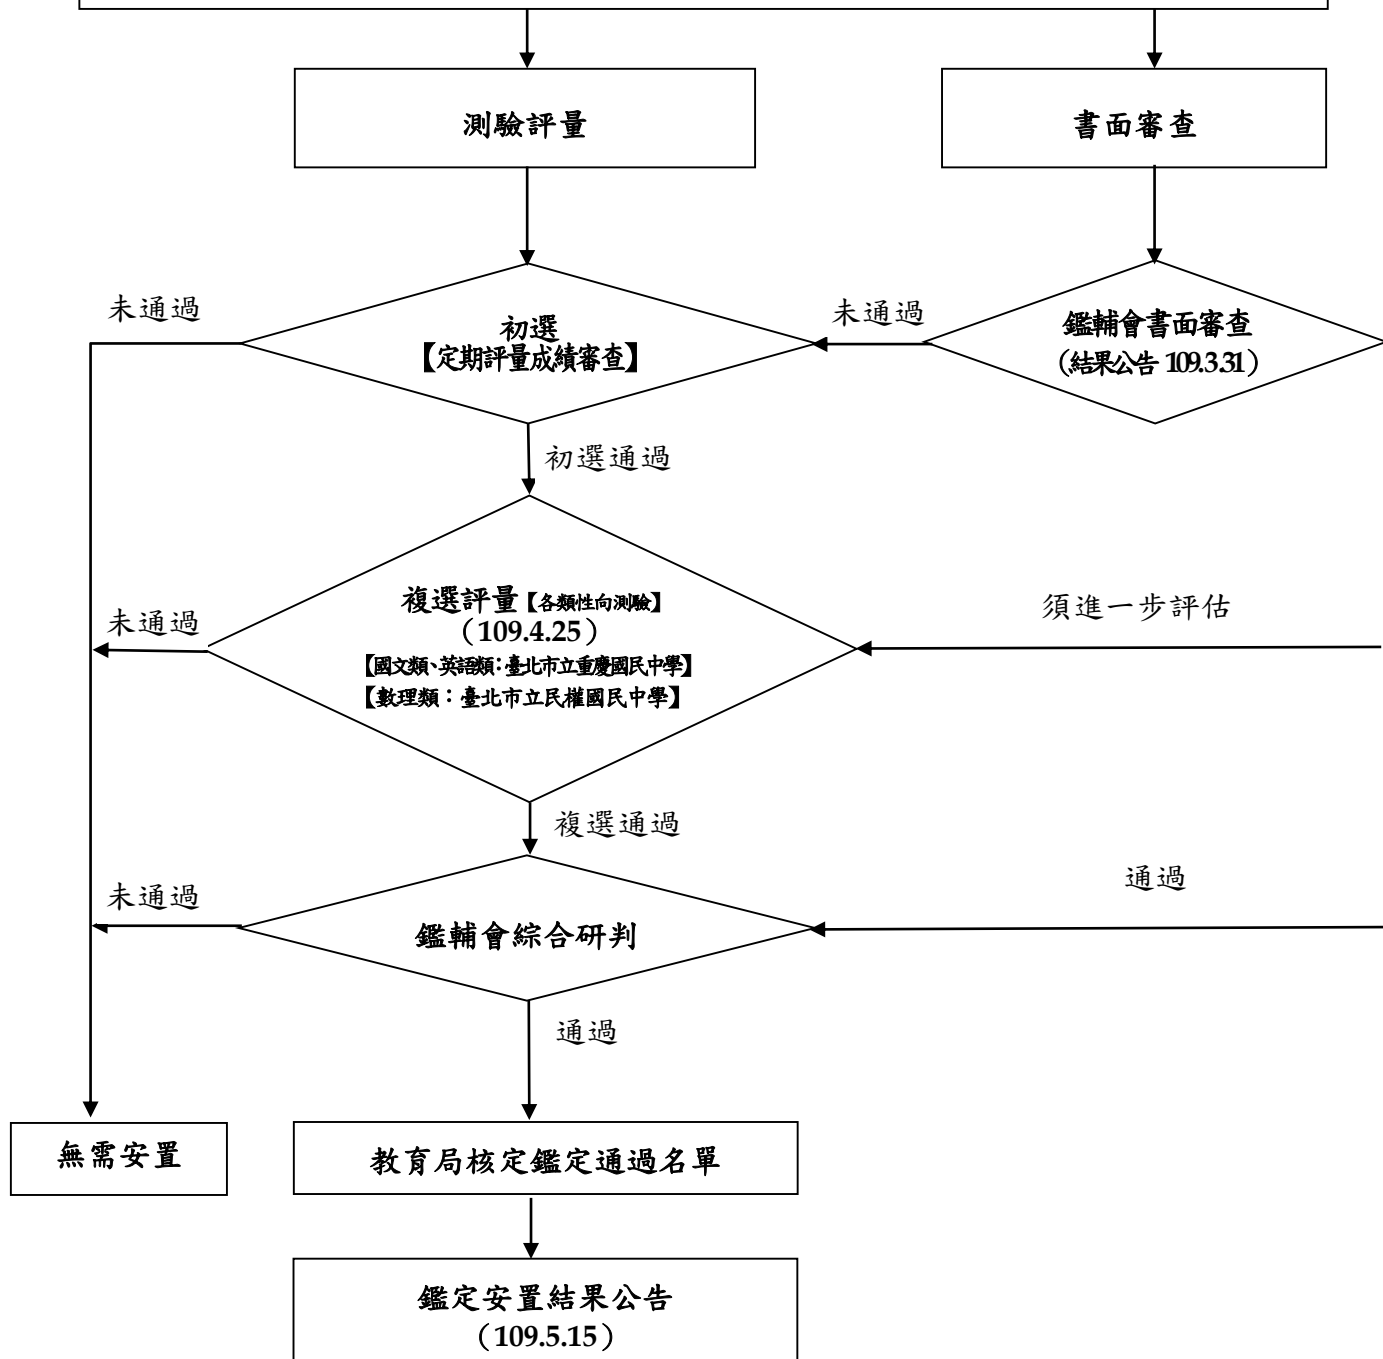 測驗評量
書面審查
未通過
初選
【定期評量成績審查】
未通過
鑑輔會書面審查
(結果公告 109.3.31)
初選通過
未通過
複選評量【各類性向測驗】
（109.4.25）
【國文類、英語類：臺北市立重慶國民中學】
【數理類：臺北市立民權國民中學】
須進一步評估
複選通過
未通過
鑑輔會綜合研判
通過
通過
無需安置
教育局核定鑑定通過名單
鑑定安置結果公告
（109.5.15）